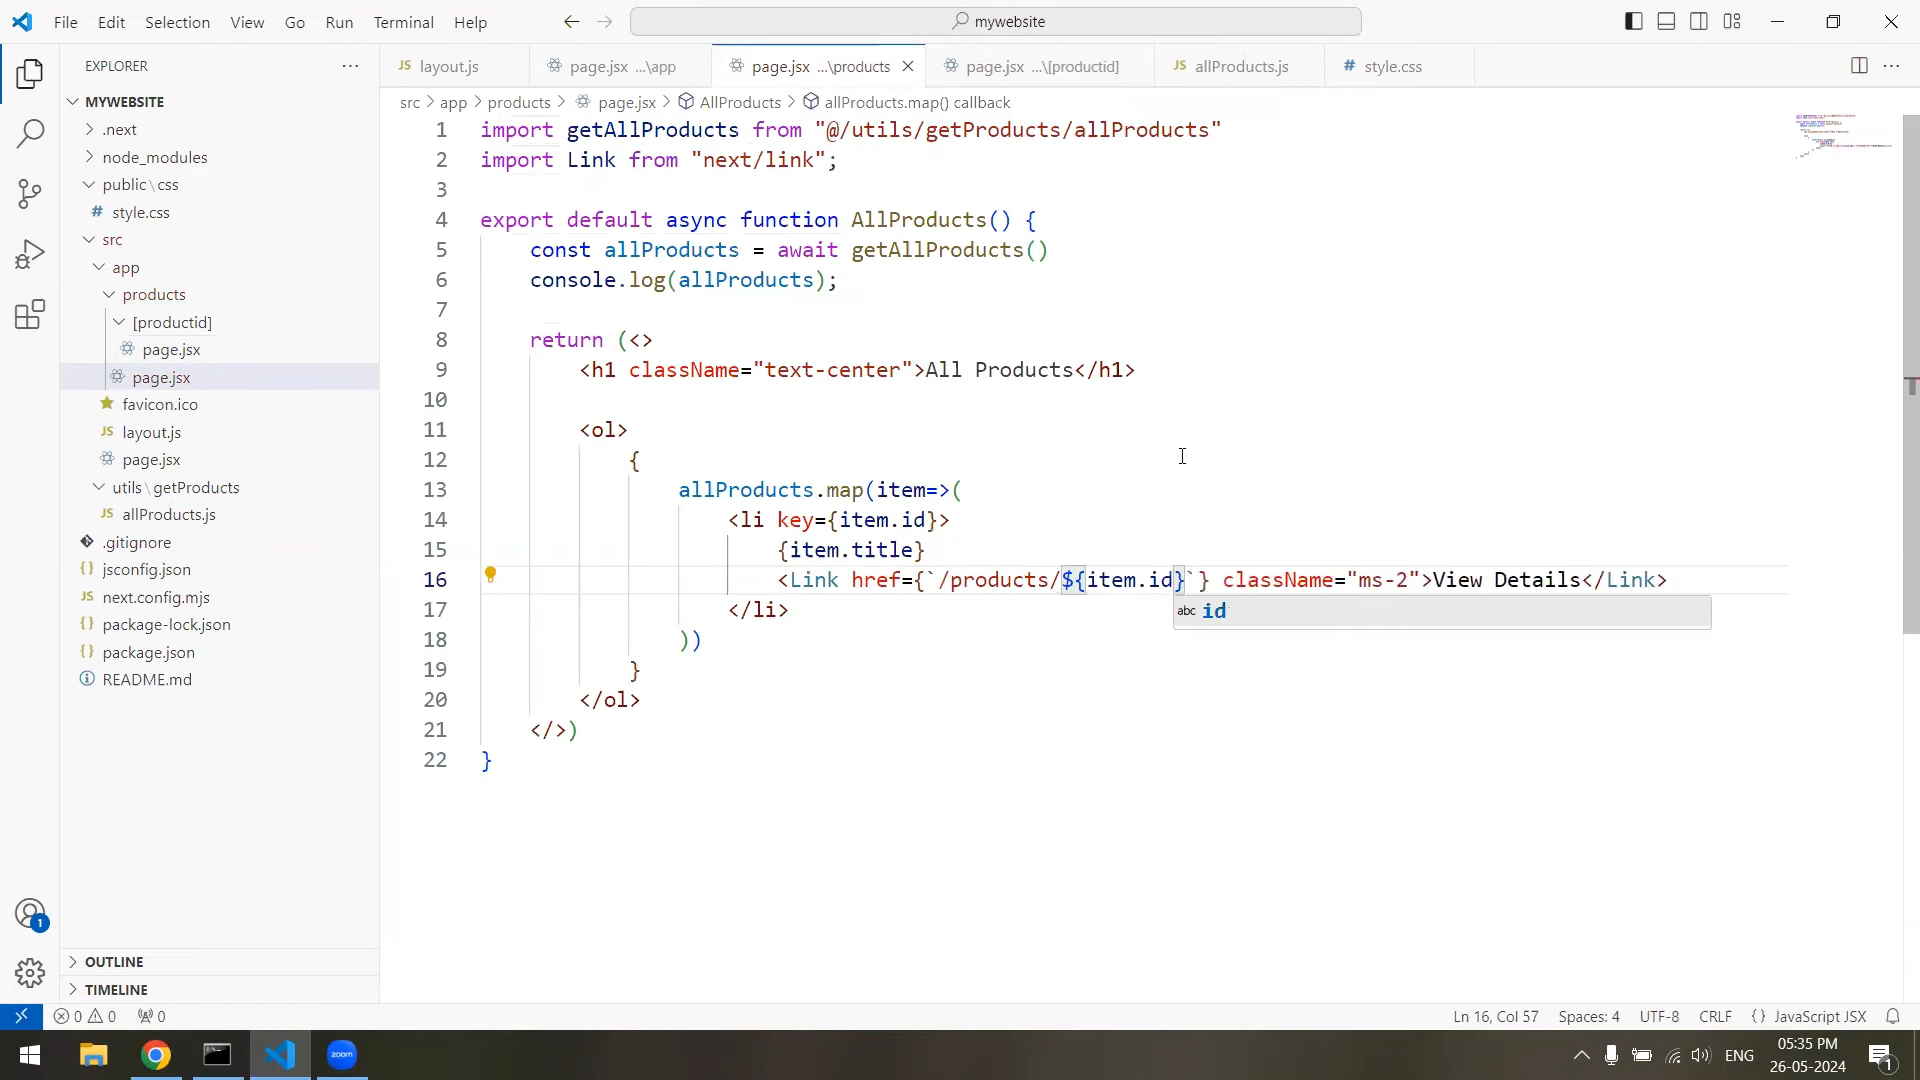 File Edit Selection View Go Run Terminal Help
mywebsite
EXPLORER
MYWEBSITE
.next
node_modules
public\css
style.css
src
app
products
[productid]
page.jsx
page.jsx
favicon.ico
layout.js
page.jsx
utils\getProducts
allProducts.js
.gitignore
jsconfig.json
next.config.mjs
package-lock.json
package.json
README.md
OUTLINE
TIMELINE
layout.js
page.jsx ...\app
page.jsx ...\products
page.jsx ...\[productid]
allProducts.js
style.css
src > app > products > page.jsx > AllProducts > allProducts.map() callback
1 import getAllProducts from "@/utils/getProducts/allProducts"
2 import Link from "next/link";
3
4 export default async function AllProducts() {
5 const allProducts = await getAllProducts()
6 console.log(allProducts);
7
8 return (<>
9 <h1 className="text-center">All Products</h1>
10
11 <ol>
12 {
13 allProducts.map(item=>(
14 <li key={item.id}>
15 {item.title}
16 <Link href={`/products/${item.id}`} className="ms-2">View Details</Link>
abc id
17 </li>
18 ))
19 }
20 </ol>
21 </>)
22 }
0 0 0
Ln 16, Col 57 Spaces: 4 UTF-8 CRLF {} JavaScript JSX
1
zoom
ENG
05:35 PM
26-05-2024
1